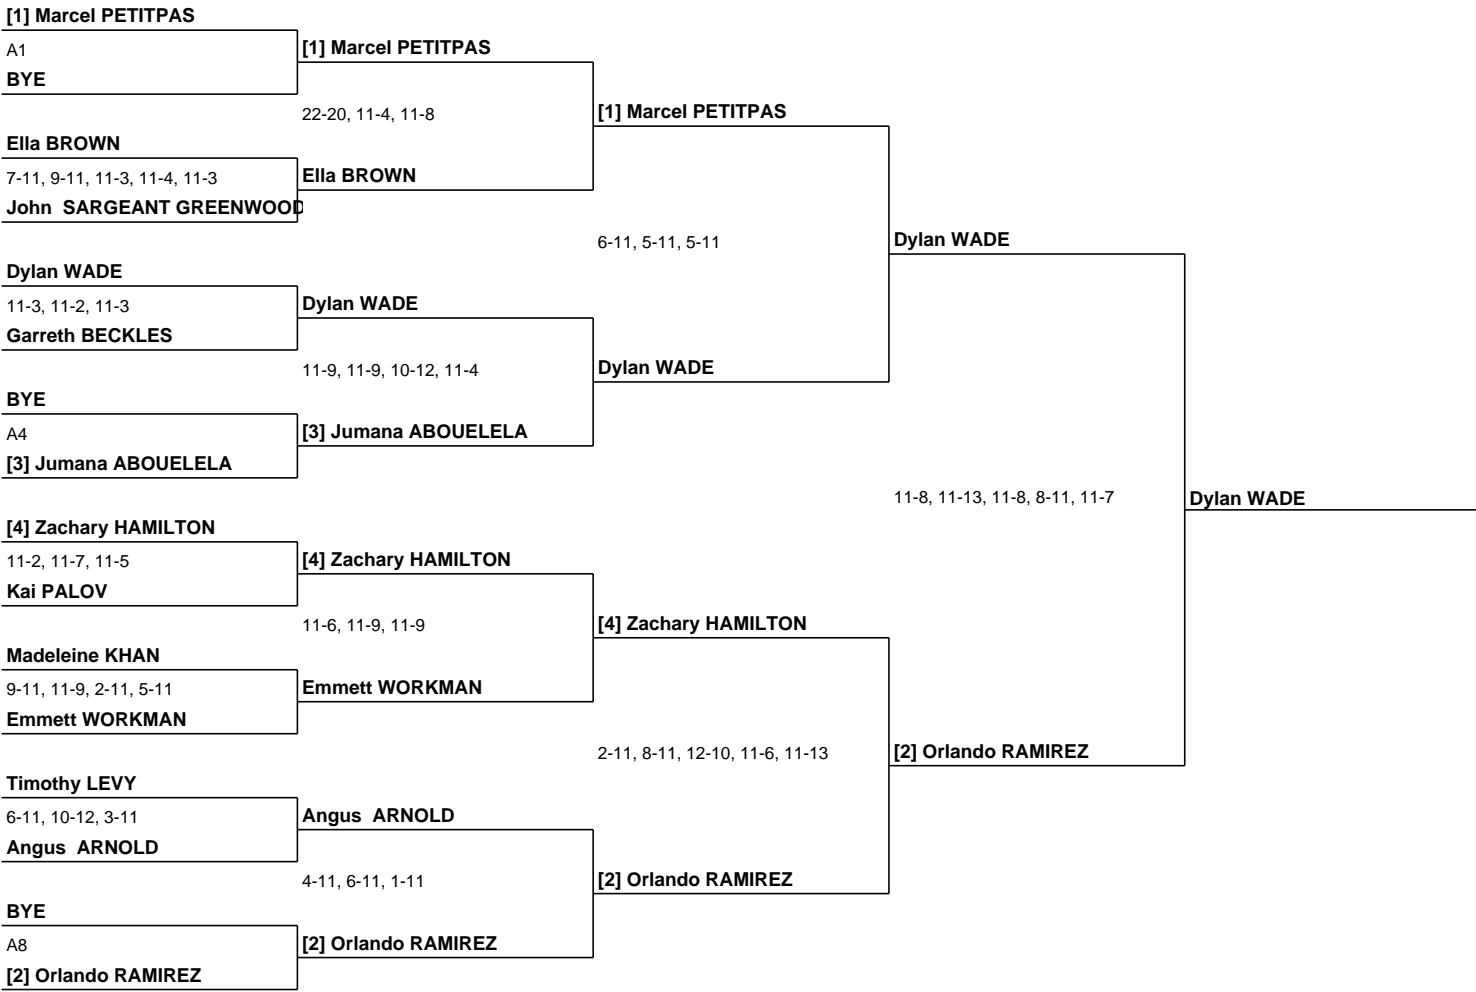 [1] Marcel PETITPAS
A1
BYE
Ella BROWN
7-11, 9-11, 11-3, 11-4, 11-3
John  SARGEANT GREENWOOD
Dylan WADE
11-3, 11-2, 11-3
Garreth BECKLES
BYE
A4
[3] Jumana ABOUELELA
[4] Zachary HAMILTON
11-2, 11-7, 11-5
Kai PALOV
Madeleine KHAN
9-11, 11-9, 2-11, 5-11
Emmett WORKMAN
Timothy LEVY
6-11, 10-12, 3-11
Angus  ARNOLD
BYE
A8
[2] Orlando RAMIREZ
[1] Marcel PETITPAS
22-20, 11-4, 11-8
Ella BROWN
Dylan WADE
11-9, 11-9, 10-12, 11-4
[3] Jumana ABOUELELA
[4] Zachary HAMILTON
11-6, 11-9, 11-9
Emmett WORKMAN
Angus  ARNOLD
4-11, 6-11, 1-11
[2] Orlando RAMIREZ
[1] Marcel PETITPAS
6-11, 5-11, 5-11
Dylan WADE
[4] Zachary HAMILTON
2-11, 8-11, 12-10, 11-6, 11-13
[2] Orlando RAMIREZ
Dylan WADE
11-8, 11-13, 11-8, 8-11, 11-7
[2] Orlando RAMIREZ
Dylan WADE